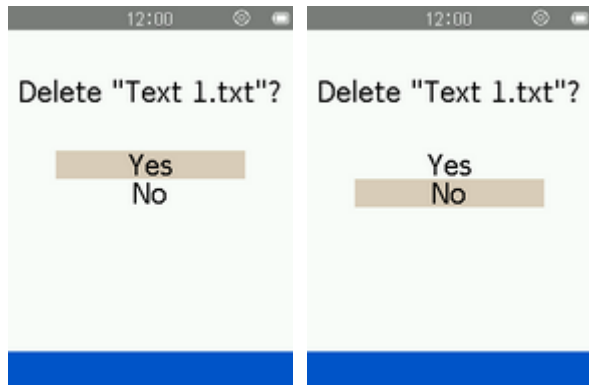 12:00
Delete "Text 1.txt"?
Yes
No
12:00
Delete "Text 1.txt"?
Yes
No